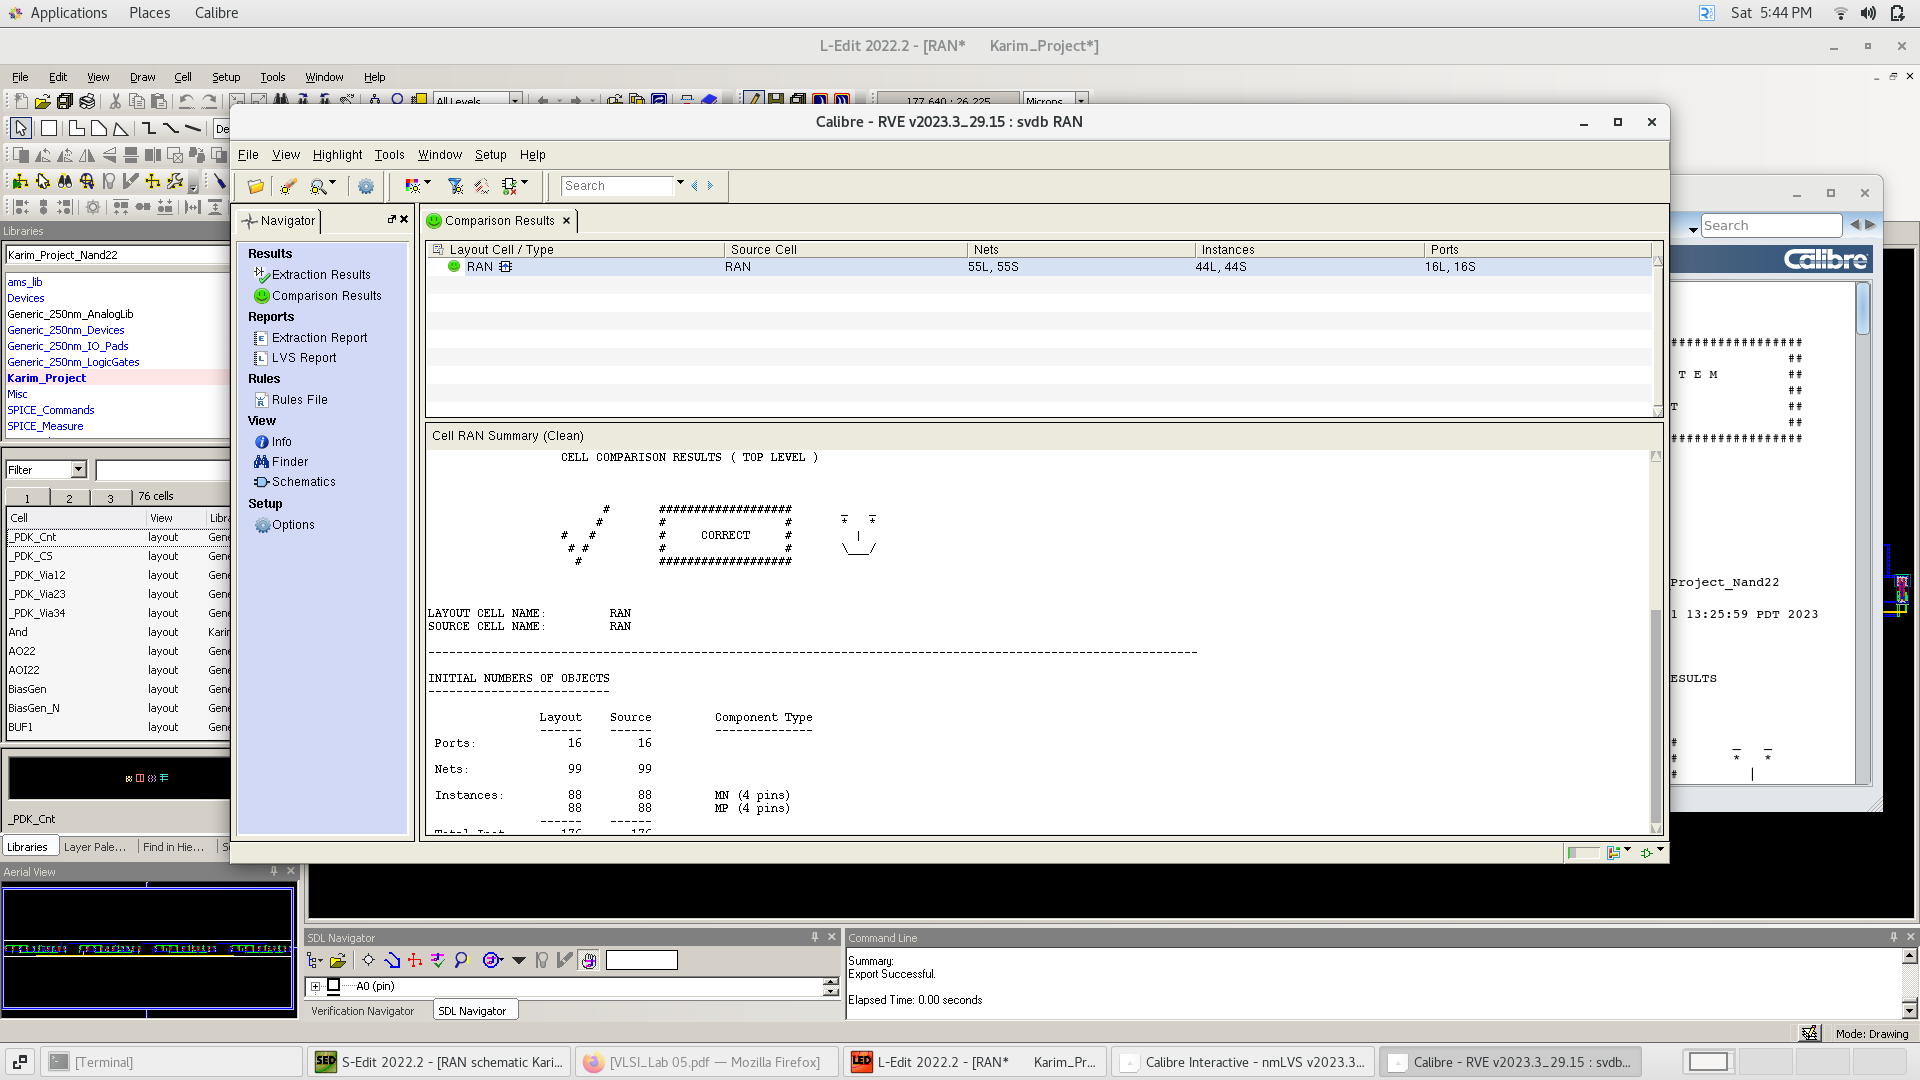 Applications Places Calibre Sat 5:44 PM
L-Edit 2022.2 - [RAN* Karim_Project*]
File Edit View Draw Cell Setup Tools Window Help
All Levels 177.640 : 26.225 Microns
Calibre - RVE v2023.3_29.15 : svdb RAN
File View Highlight Tools Window Setup Help
Search
Search
Calibre
Libraries
Karim_Project_Nand22
ams_lib
Devices
Generic_250nm_AnalogLib
Generic_250nm_Devices
Generic_250nm_IO_Pads
Generic_250nm_LogicGates
Karim_Project
Misc
SPICE_Commands
SPICE_Measure
Filter
1 2 3 76 cells
Cell View Libra
_PDK_Cnt layout Gene
_PDK_CS layout Gene
_PDK_Via12 layout Gene
_PDK_Via23 layout Gene
_PDK_Via34 layout Gene
And layout Karin
AO22 layout Gene
AOI22 layout Gene
BiasGen layout Gene
BiasGen_N layout Gene
BUF1 layout Gene
_PDK_Cnt
Libraries Layer Pale... Find in Hie...
Aerial View
Navigator
Results
Extraction Results
Comparison Results
Reports
Extraction Report
LVS Report
Rules
Rules File
View
Info
Finder
Schematics
Setup
Options
Comparison Results
Layout Cell / Type Source Cell Nets Instances Ports
RAN RAN 55L, 55S 44L, 44S 16L, 16S
Cell RAN Summary (Clean)
CELL COMPARISON RESULTS ( TOP LEVEL )
# ################### _ _
# # # * *
# # # CORRECT # |
# # # # \___/
# ###################
LAYOUT CELL NAME: RAN
SOURCE CELL NAME: RAN
INITIAL NUMBERS OF OBJECTS
Layout Source Component Type
Ports: 16 16
Nets: 99 99
Instances: 88 88 MN (4 pins)
88 88 MP (4 pins)
Total Inst 176 176
#################
##
T E M ##
##
T ##
##
#################
Project_Nand22
1 13:25:59 PDT 2023
ESULTS
# _ _
# * *
# |
SDL Navigator
A0 (pin)
Verification Navigator SDL Navigator
Command Line
Summary:
Export Successful.
Elapsed Time: 0.00 seconds
Mode: Drawing
[Terminal] S-Edit 2022.2 - [RAN schematic Kari... [VLSI_Lab 05.pdf — Mozilla Firefox] L-Edit 2022.2 - [RAN* Karim_Pr... Calibre Interactive - nmLVS v2023.3... Calibre - RVE v2023.3_29.15 : svdb...